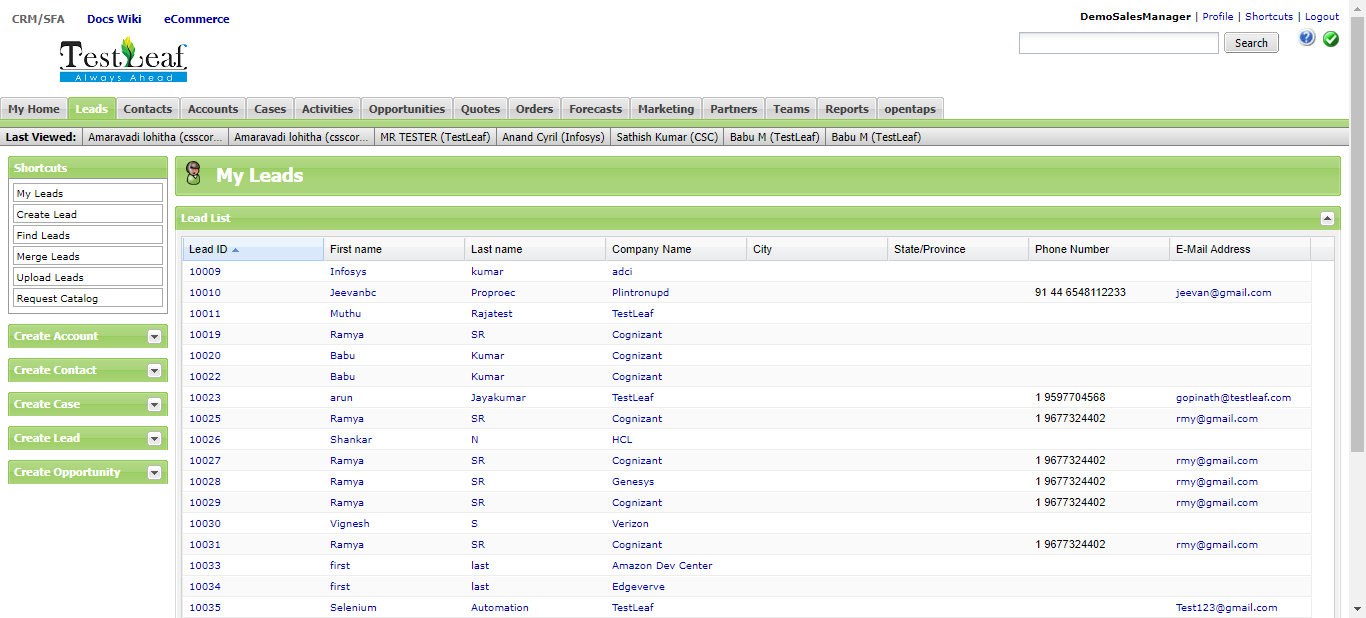 CRM/SFA Docs Wiki eCommerce
DemoSalesManager | Profile | Shortcuts | Logout
TestLeaf
Always Ahead
Search
?
My Home Leads Contacts Accounts Cases Activities Opportunities Quotes Orders Forecasts Marketing Partners Teams Reports opentaps
Last Viewed: Amaravadi lohitha (csscor... Amaravadi lohitha (csscor... MR TESTER (TestLeaf) Anand Cyril (Infosys) Sathish Kumar (CSC) Babu M (TestLeaf) Babu M (TestLeaf)
Shortcuts
My Leads
Create Lead
Find Leads
Merge Leads
Upload Leads
Request Catalog
Create Account
Create Contact
Create Case
Create Lead
Create Opportunity
My Leads
Lead List
Lead ID First name Last name Company Name City State/Province Phone Number E-Mail Address
10009 Infosys kumar adci
10010 Jeevanbc Proproec Plintronupd 91 44 6548112233 jeevan@gmail.com
10011 Muthu Rajatest TestLeaf
10019 Ramya SR Cognizant
10020 Babu Kumar Cognizant
10022 Babu Kumar Cognizant
10023 arun Jayakumar TestLeaf 1 9597704568 gopinath@testleaf.com
10025 Ramya SR Cognizant 1 9677324402 rmy@gmail.com
10026 Shankar N HCL
10027 Ramya SR Cognizant 1 9677324402 rmy@gmail.com
10028 Ramya SR Genesys 1 9677324402 rmy@gmail.com
10029 Ramya SR Cognizant 1 9677324402 rmy@gmail.com
10030 Vignesh S Verizon
10031 Ramya SR Cognizant 1 9677324402 rmy@gmail.com
10033 first last Amazon Dev Center
10034 first last Edgeverve
10035 Selenium Automation TestLeaf Test123@gmail.com